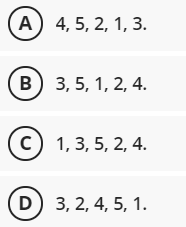 A 4, 5, 2, 1, 3.
B 3, 5, 1, 2, 4.
C 1, 3, 5, 2, 4.
D 3, 2, 4, 5, 1.